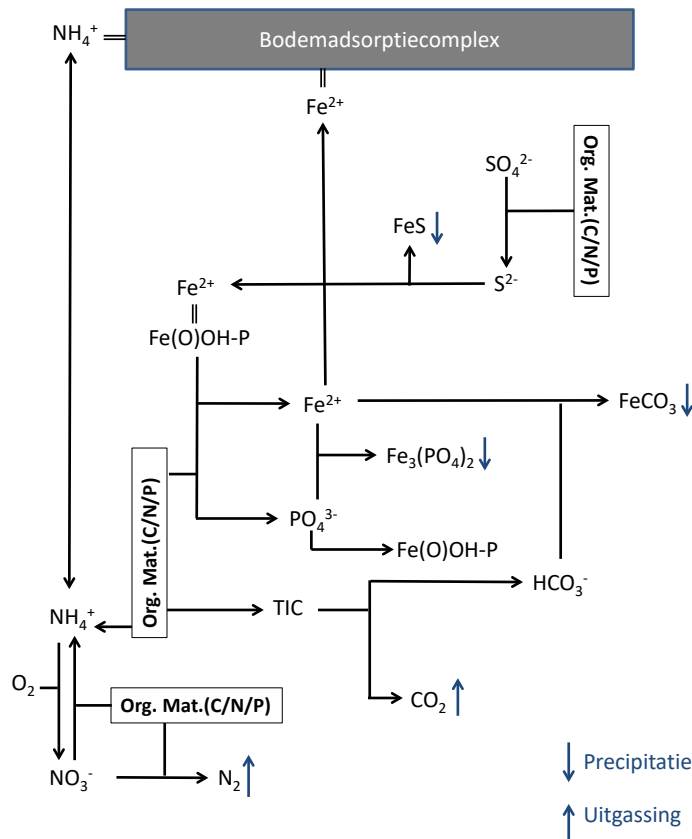 NH₄⁺
Bodemadsorptiecomplex
Fe²⁺
SO₄²⁻
Org. Mat.(C/N/P)
FeS
S²⁻
Fe²⁺
Fe(O)OH-P
Fe²⁺
FeCO₃
Fe₃(PO₄)₂
Org. Mat.(C/N/P)
PO₄³⁻
Fe(O)OH-P
HCO₃⁻
NH₄⁺
TIC
O₂
Org. Mat.(C/N/P)
CO₂
NO₃⁻
N₂
Precipitatie
Uitgassing